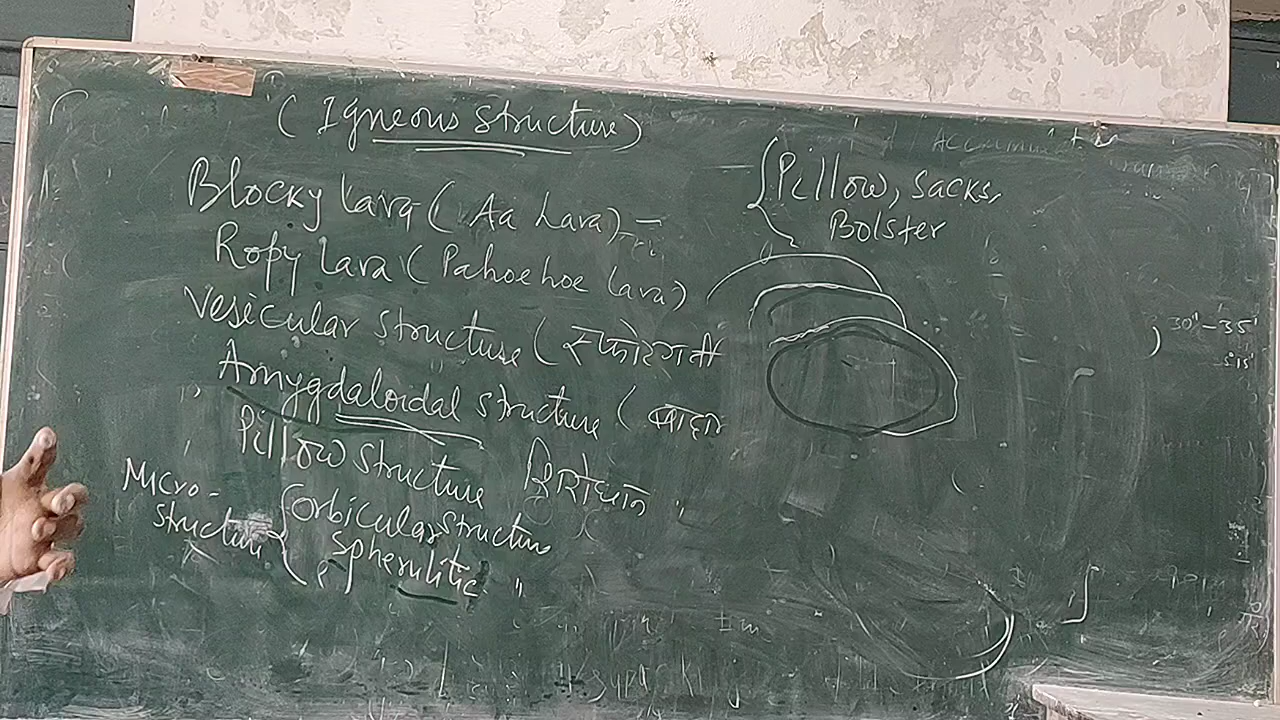 (Igneous structure)
Blocky lava (Aa Lava) -
Ropy lava (Pahoehoe lava)
Vesicular structure (स्फोटगर्ती
Amygdaloidal structure (
Pillow structure
Micro-
structure
orbicular structure
Spherulitic "
Pillow, sacks,
Bolster
30' - 35'